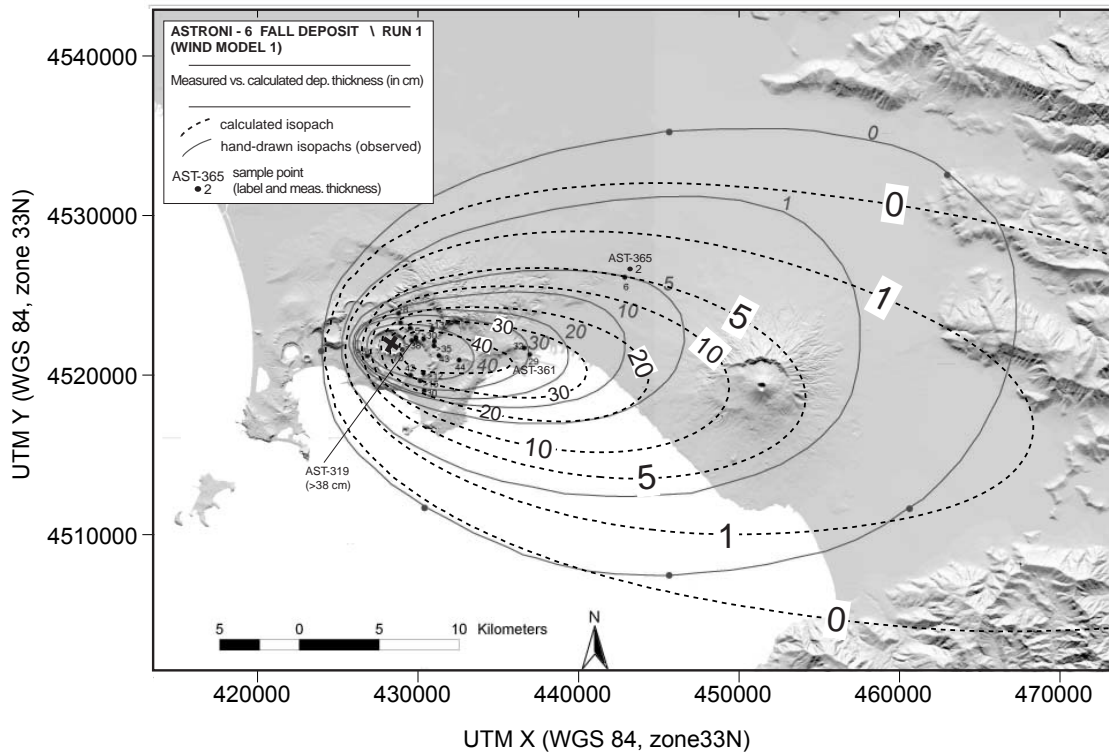 ASTRONI - 6 FALL DEPOSIT \ RUN 1
(WIND MODEL 1)
Measured vs. calculated dep. thickness (in cm)
calculated isopach
hand-drawn isopachs (observed)
AST-365
2
sample point
(label and meas. thickness)
4540000
4530000
4520000
4510000
UTM Y (WGS 84, zone 33N)
0
0
1
1
AST-365
2
6
5
5
10
10
20
20
30
30
40
40
35
44
29
AST-361
30
20
10
5
1
0
AST-319
(>38 cm)
5 0 5 10 Kilometers
N
420000 430000 440000 450000 460000 470000
UTM X (WGS 84, zone33N)